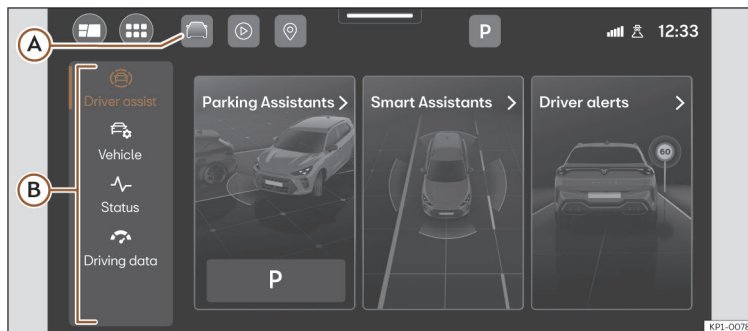 A
P
12:33
B
Driver assist
Vehicle
Status
Driving data
Parking Assistants
Smart Assistants
Driver alerts
P
60
KP1-0078